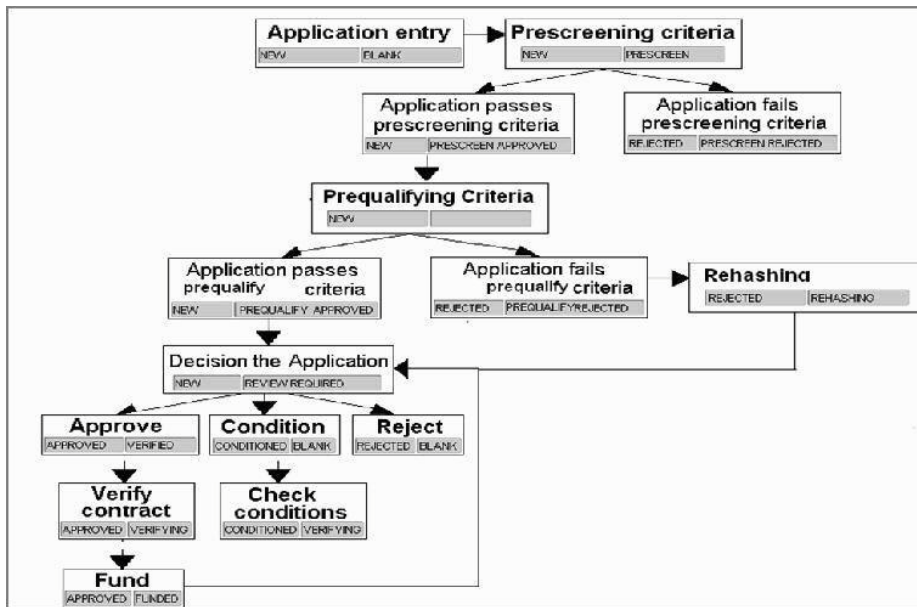 Application entry
NEW BLANK
Prescreening criteria
NEW PRESCREEN
Application passes
prescreening criteria
NEW PRESCREEN APPROVED
Application fails
prescreening criteria
REJECTED PRESCREEN REJECTED
Prequalifying Criteria
NEW
Application passes
prequalify criteria
NEW PREQUALIFY APPROVED
Application fails
prequalify criteria
REJECTED PREQUALIFYREJECTED
Rehashing
REJECTED REHASHING
Decision the Application
NEW REVIEW REQUIRED
Approve
APPROVED VERIFIED
Condition
CONDITIONED BLANK
Reject
REJECTED BLANK
Verify
contract
APPROVED VERIFYING
Check
conditions
CONDITIONED VERIFYING
Fund
APPROVED FUNDED